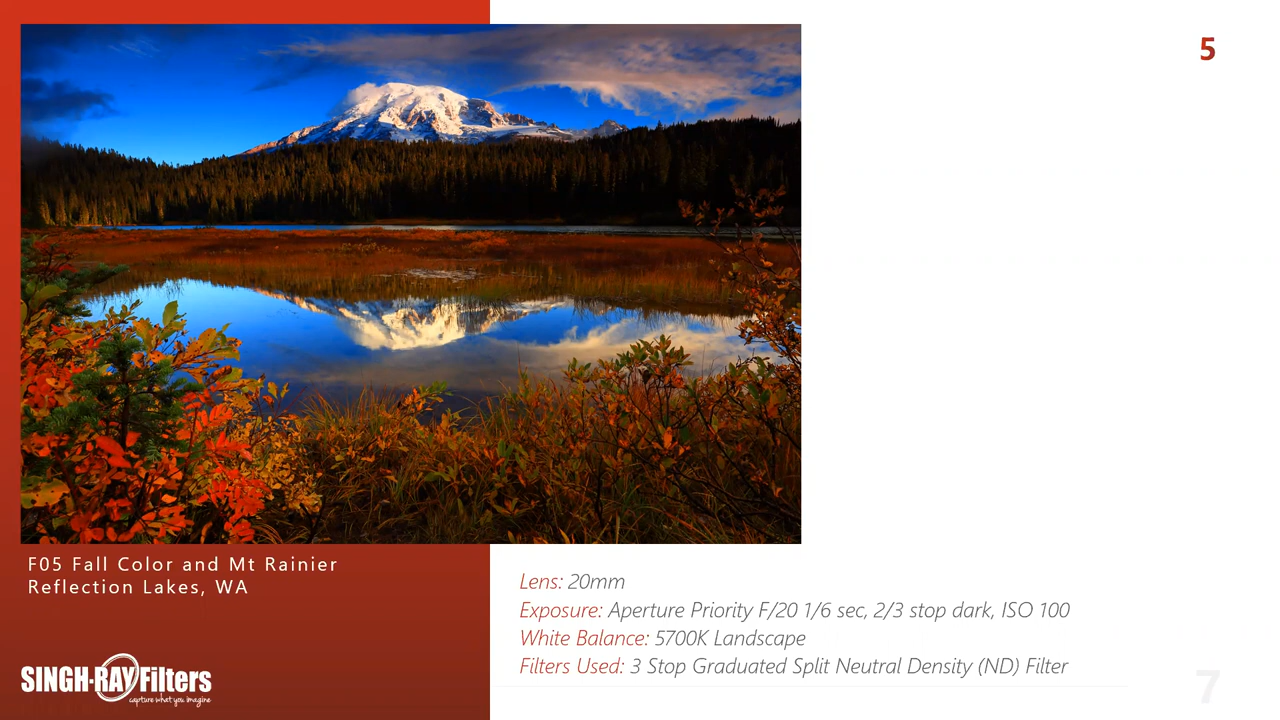 5
F05 Fall Color and Mt Rainier
Reflection Lakes, WA
Lens: 20mm
Exposure: Aperture Priority F/20 1/6 sec, 2/3 stop dark, ISO 100
White Balance: 5700K Landscape
Filters Used: 3 Stop Graduated Split Neutral Density (ND) Filter
SINGH-RAY Filters
capture what you imagine
7